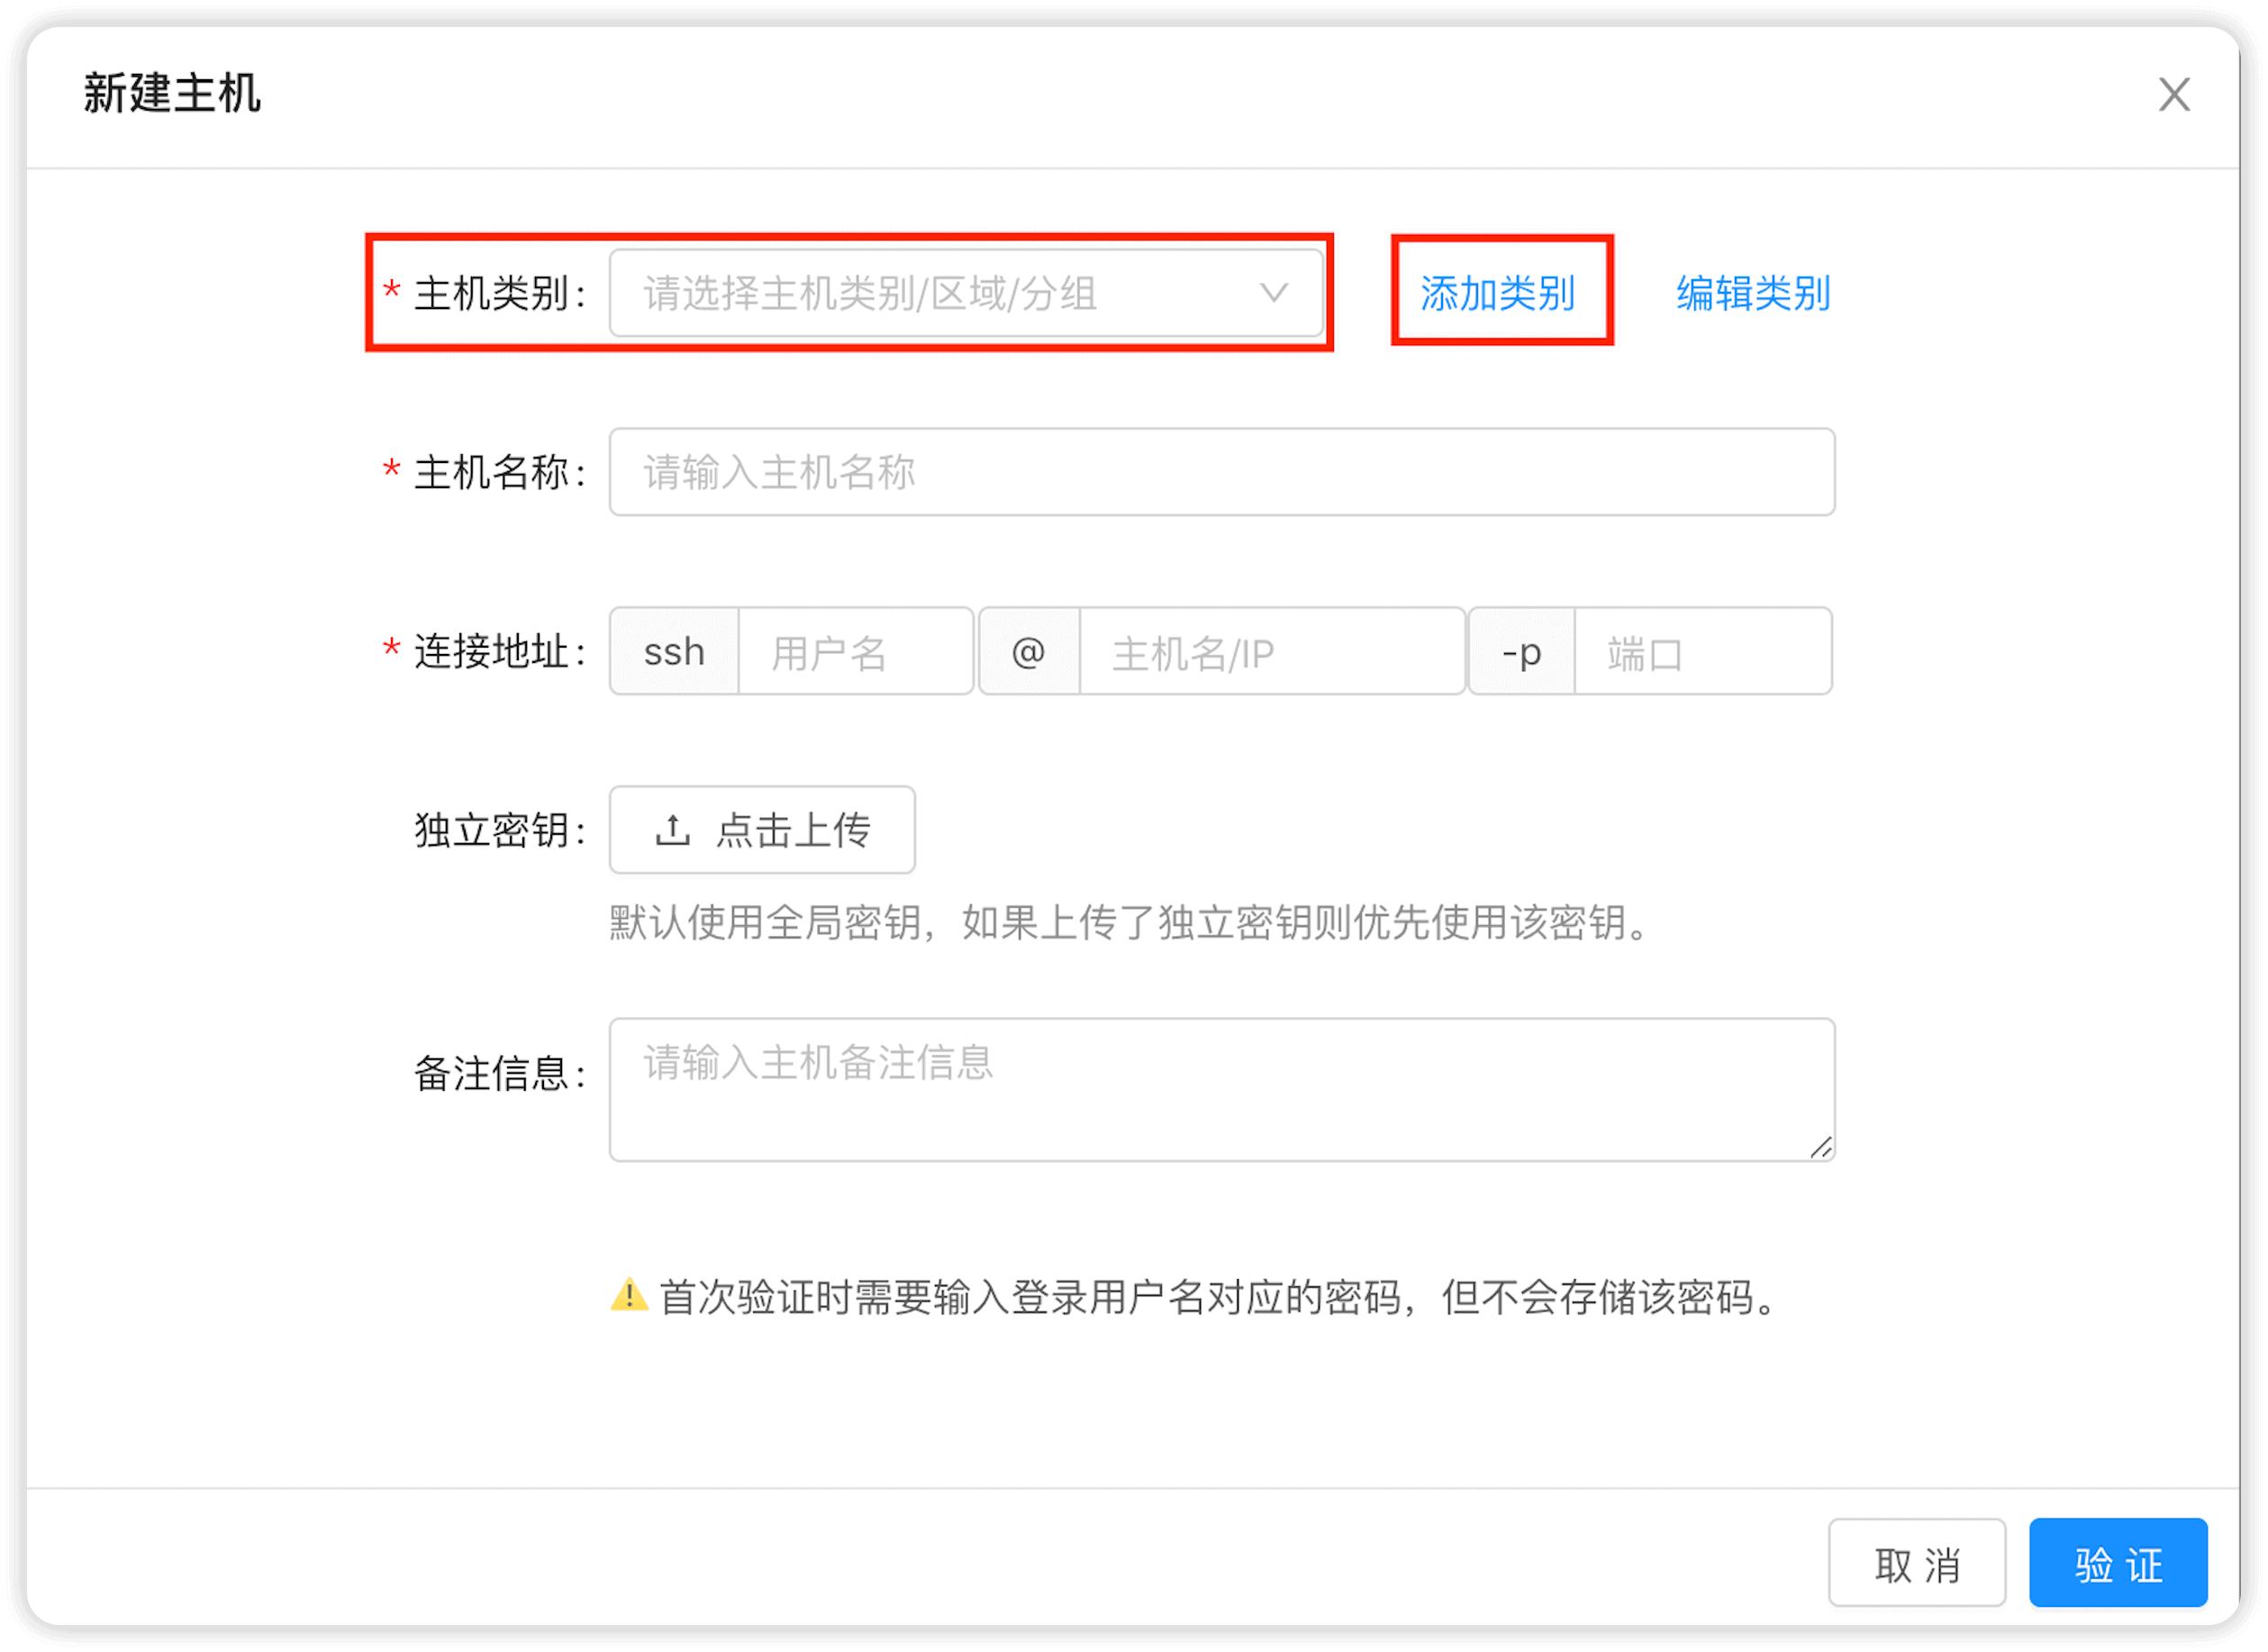 新建主机
* 主机类别: 请选择主机类别/区域/分组 添加类别 编辑类别
* 主机名称: 请输入主机名称
* 连接地址: ssh 用户名 @ 主机名/IP -p 端口
独立密钥: 点击上传
默认使用全局密钥，如果上传了独立密钥则优先使用该密钥。
备注信息: 请输入主机备注信息
首次验证时需要输入登录用户名对应的密码，但不会存储该密码。
取 消 验 证